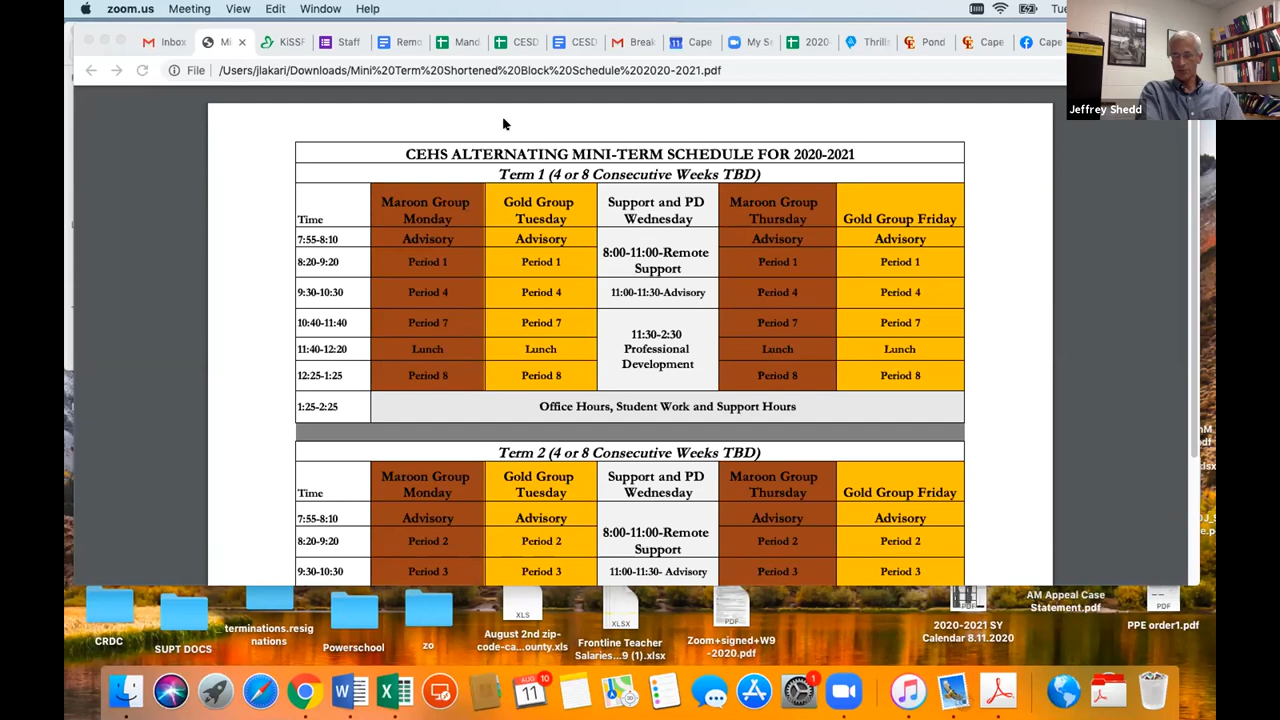 zoom.us Meeting View Edit Window Help
Inbox Mi KiSSF Staff Remo Mand CESD CESD Break Cape My Se 2020- Thrills Pond Cape Cape
File /Users/jlakari/Downloads/Mini%20Term%20Shortened%20Block%20Schedule%202020-2021.pdf
Jeffrey Shedd
CEHS ALTERNATING MINI-TERM SCHEDULE FOR 2020-2021
Term 1 (4 or 8 Consecutive Weeks TBD)
Time
Maroon Group Monday
Gold Group Tuesday
Support and PD Wednesday
Maroon Group Thursday
Gold Group Friday
7:55-8:10 Advisory Advisory Advisory Advisory
8:00-11:00-Remote
Support
8:20-9:20 Period 1 Period 1 Period 1 Period 1
9:30-10:30 Period 4 Period 4 11:00-11:30-Advisory Period 4 Period 4
10:40-11:40 Period 7 Period 7 Period 7 Period 7
11:30-2:30
Professional
Development
11:40-12:20 Lunch Lunch Lunch Lunch
12:25-1:25 Period 8 Period 8 Period 8 Period 8
1:25-2:25 Office Hours, Student Work and Support Hours
Term 2 (4 or 8 Consecutive Weeks TBD)
Time
Maroon Group Monday
Gold Group Tuesday
Support and PD Wednesday
Maroon Group Thursday
Gold Group Friday
7:55-8:10 Advisory Advisory Advisory Advisory
8:00-11:00-Remote
Support
8:20-9:20 Period 2 Period 2 Period 2 Period 2
9:30-10:30 Period 3 Period 3 11:00-11:30- Advisory Period 3 Period 3
CRDC
SUPT DOCS
terminations.resig
nations
Powerschool
zo
XLS
August 2nd zip-
code-ca...ounty.xls
XLSX
Frontline Teacher
Salaries...9 (1).xlsx
PDF
Zoom+signed+W9
-2020.pdf
PDF
2020-2021 SY
Calendar 8.11.2020
AM Appeal Case
Statement.pdf
PDF
PPE order1.pdf
AUG
11
10
1